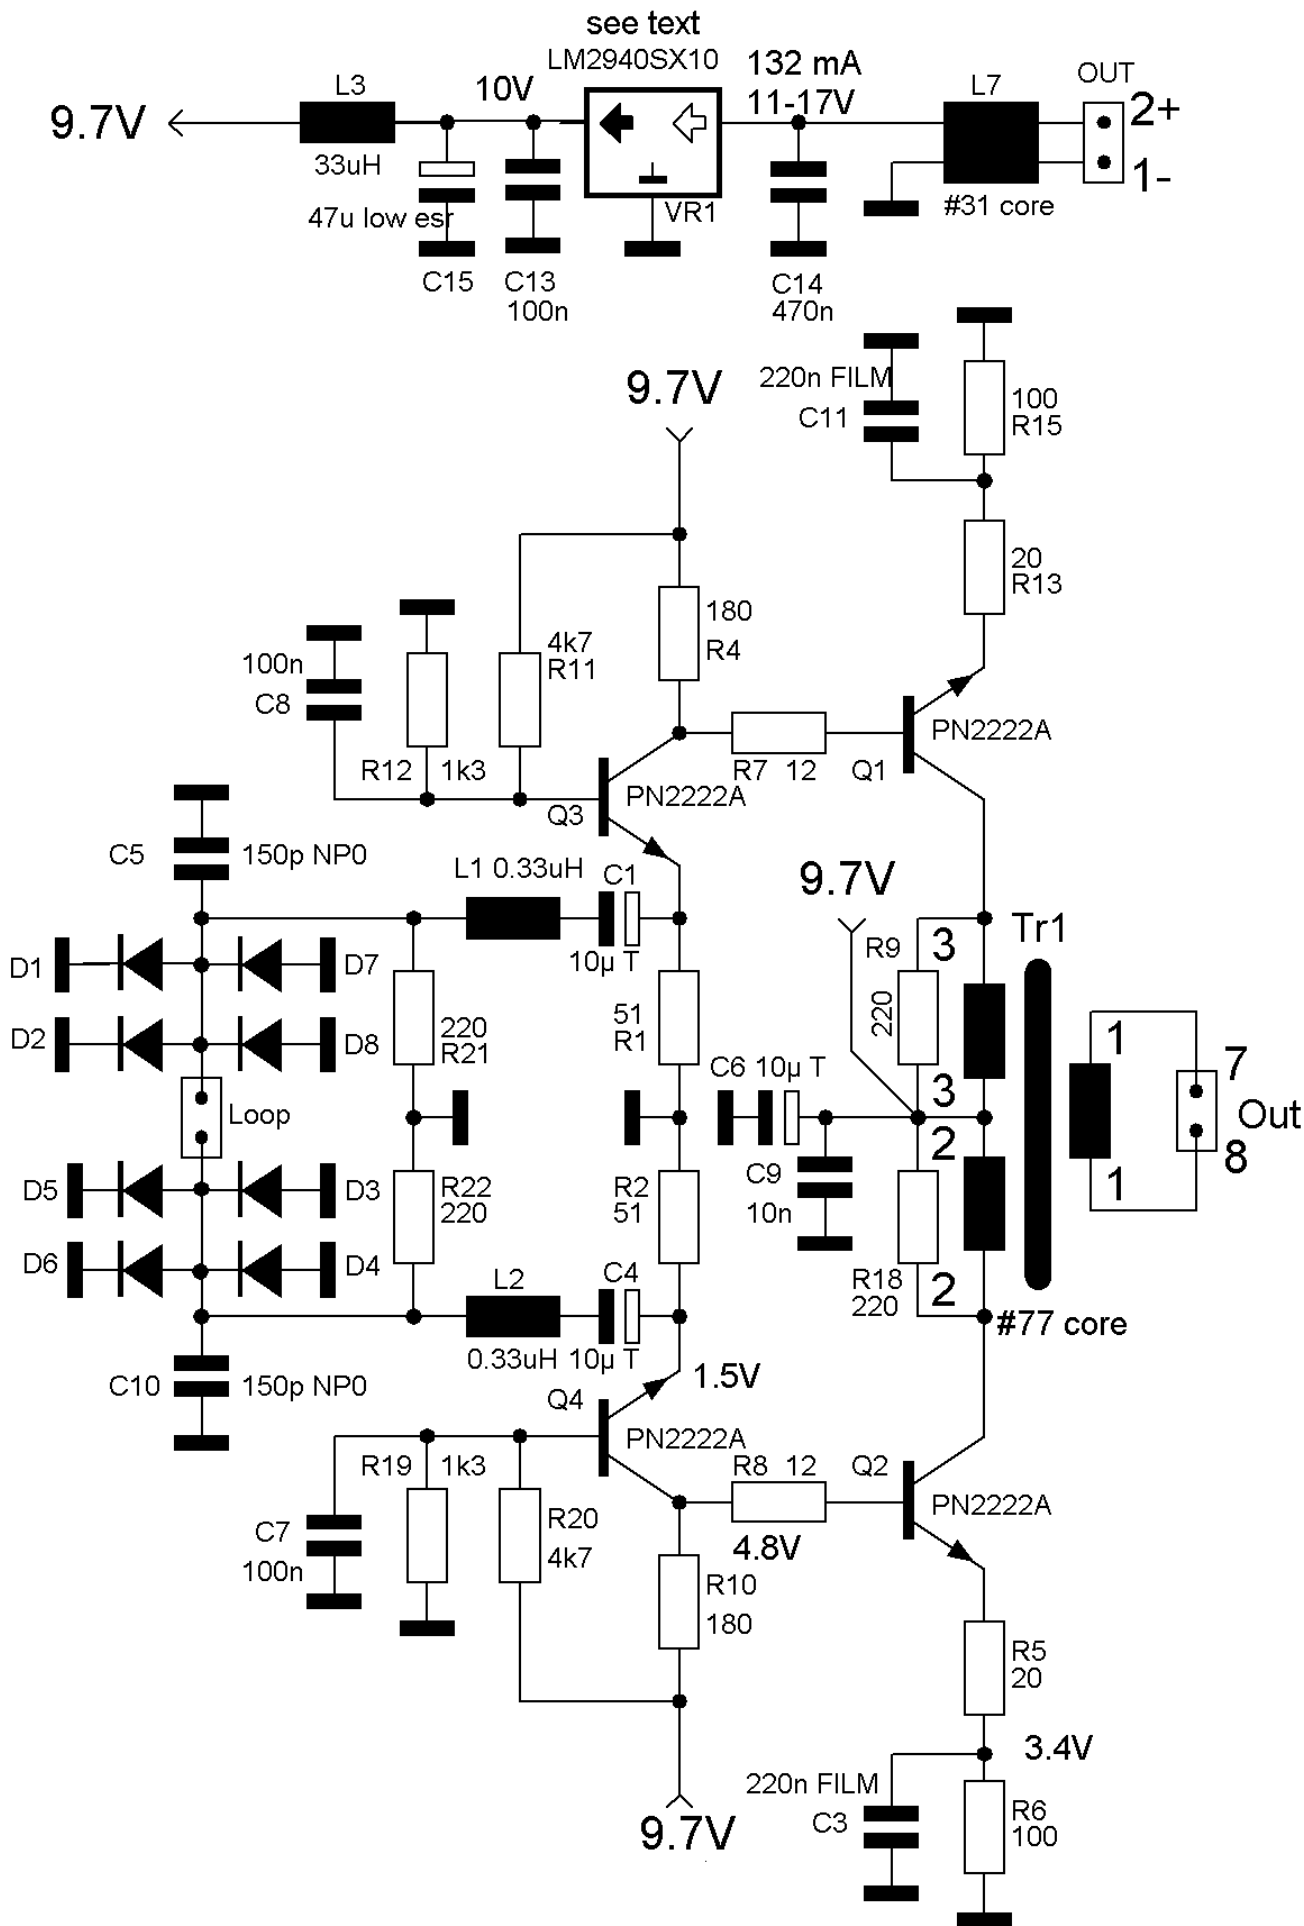 see text
LM2940SX10
132 mA
11-17V
L3
10V
L7
OUT
9.7V
2+
1-
33uH
47u low esr
VR1
#31 core
C15
C13
100n
C14
470n
220n FILM
C11
100
R15
9.7V
20
R13
180
R4
4k7
R11
100n
C8
R12 1k3
R7 12
Q1
PN2222A
Q3
PN2222A
C5
150p NP0
L1 0.33uH
C1
10µ T
9.7V
R9
3
Tr1
D1
D7
220
R21
51
R1
220
D2
D8
C6 10µ T
3
1
7
Loop
Out
2
8
D5
D3
R22
220
R2
51
C9
10n
1
D6
D4
L2
C4
R18
220
2
#77 core
0.33uH
10µ T
C10
150p NP0
1.5V
Q4
PN2222A
R19 1k3
R8 12
Q2
PN2222A
C7
100n
R20
4k7
4.8V
R10
180
R5
20
3.4V
220n FILM
C3
R6
100
9.7V